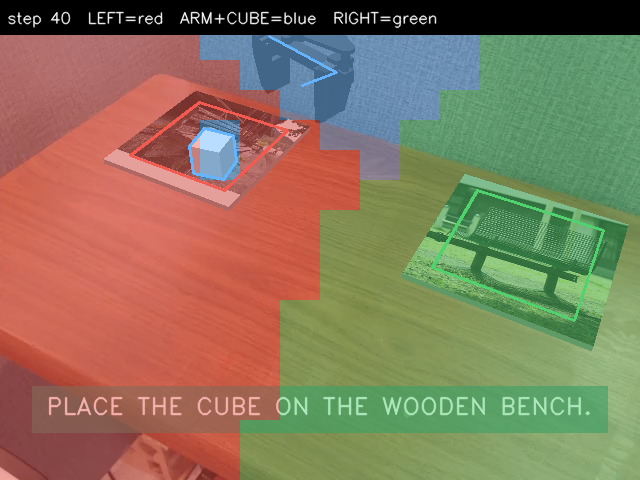 step 40 LEFT=red ARM+CUBE=blue RIGHT=green
PLACE THE CUBE ON THE WOODEN BENCH.